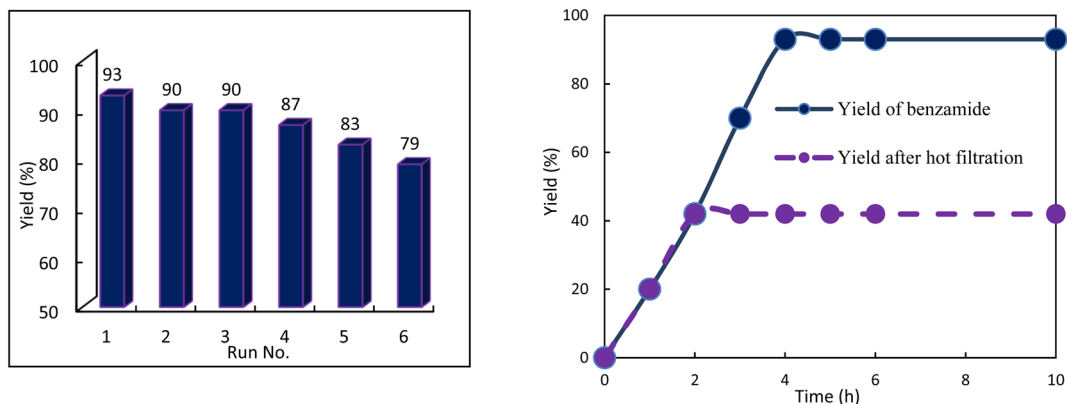 100
90
80
70
60
50
Yield (%)
93
90
90
87
83
79
1 2 3 4 5 6
Run No.
100
80
60
40
20
0
Yield (%)
Yield of benzamide
Yield after hot filtration
0 2 4 6 8 10
Time (h)